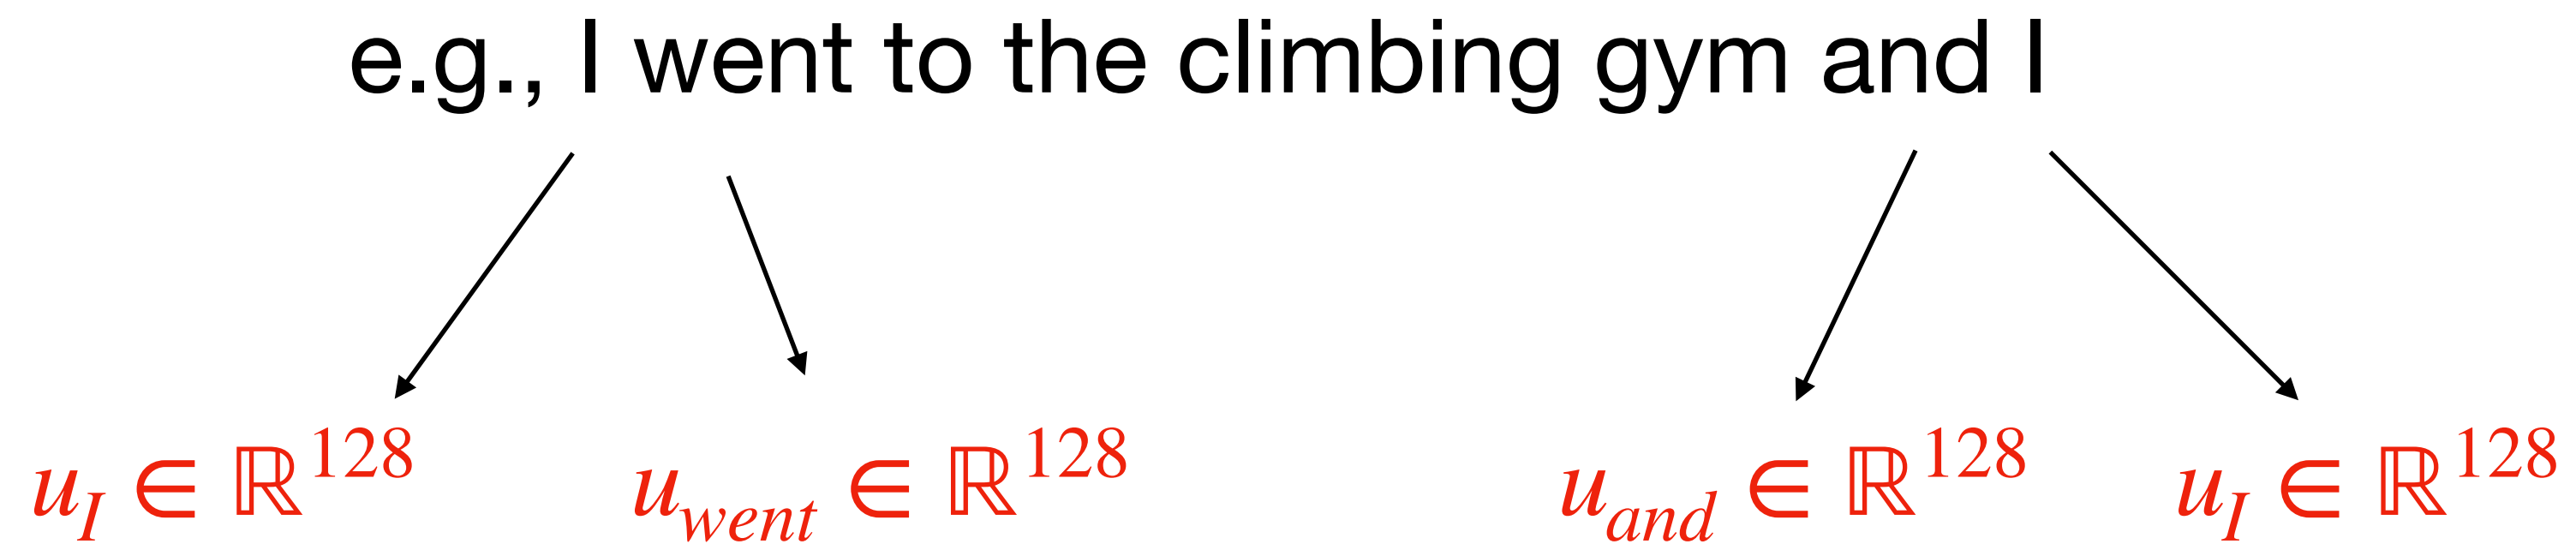 e.g., I went to the climbing gym and I
u_I ∈ ℝ^128 u_went ∈ ℝ^128 u_and ∈ ℝ^128 u_I ∈ ℝ^128